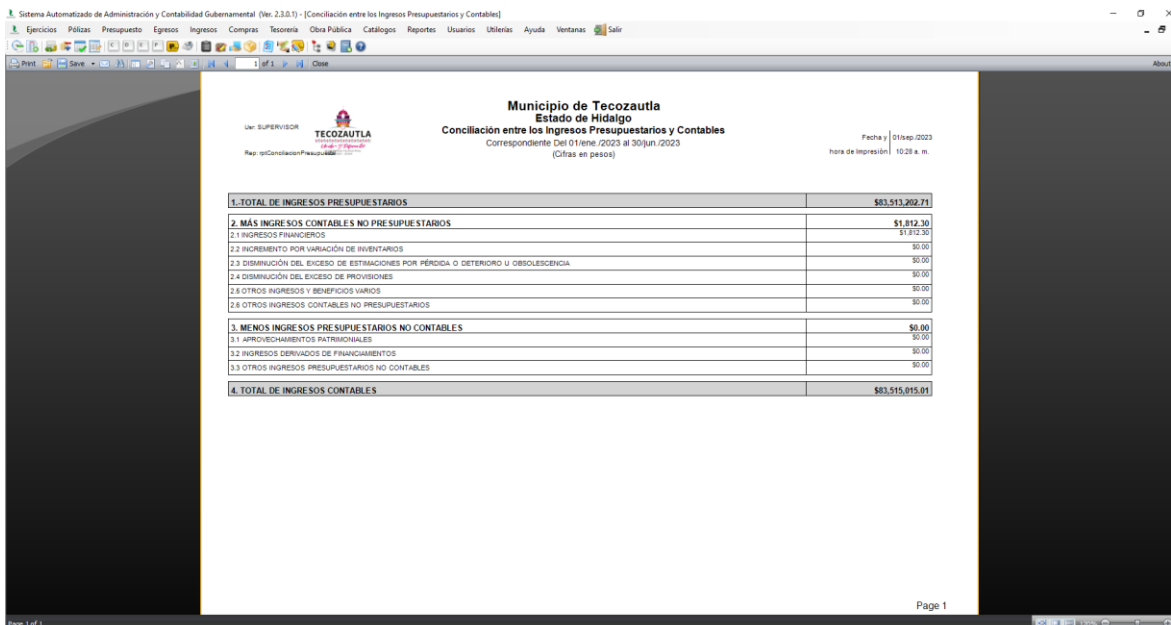 Sistema Automatizado de Administración y Contabilidad Gubernamental (Ver. 2.3.0.1) - [Conciliación entre los Ingresos Presupuestarios y Contables]
Ejercicios Pólizas Presupuesto Egresos Ingresos Compras Tesorería Obra Pública Catálogos Reportes Usuarios Utilerías Ayuda Ventanas Salir
Print Save 1 of 1 Close About
Municipio de Tecozautla
Estado de Hidalgo
Conciliación entre los Ingresos Presupuestarios y Contables
Correspondiente Del 01/ene./2023 al 30/jun./2023
(Cifras en pesos)
Usr: SUPERVISOR
TECOZAUTLA
Rep: rptConciliacionPresupuesta
Fecha y 01/sep./2023
hora de Impresión 10:28 a. m.
1.-TOTAL DE INGRESOS PRESUPUESTARIOS $83,513,202.71
2. MÁS INGRESOS CONTABLES NO PRESUPUESTARIOS $1,812.30
2.1 INGRESOS FINANCIEROS $1,812.30
2.2 INCREMENTO POR VARIACIÓN DE INVENTARIOS $0.00
2.3 DISMINUCIÓN DEL EXCESO DE ESTIMACIONES POR PÉRDIDA O DETERIORO U OBSOLESCENCIA $0.00
2.4 DISMINUCIÓN DEL EXCESO DE PROVISIONES $0.00
2.5 OTROS INGRESOS Y BENEFICIOS VARIOS $0.00
2.6 OTROS INGRESOS CONTABLES NO PRESUPUESTARIOS $0.00
3. MENOS INGRESOS PRESUPUESTARIOS NO CONTABLES $0.00
3.1 APROVECHAMIENTOS PATRIMONIALES $0.00
3.2 INGRESOS DERIVADOS DE FINANCIAMIENTOS $0.00
3.3 OTROS INGRESOS PRESUPUESTARIOS NO CONTABLES $0.00
4. TOTAL DE INGRESOS CONTABLES $83,515,015.01
Page 1
Page 1 of 1